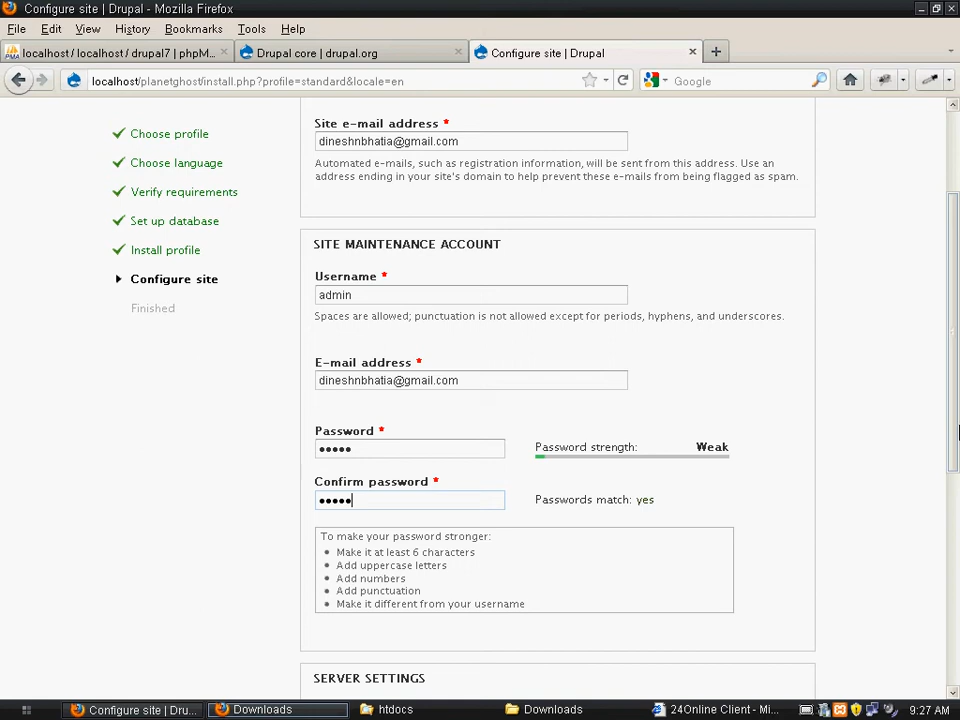 Configure site | Drupal - Mozilla Firefox
File Edit View History Tools Help
localhost / localhost / drupal7 | phpM...
Drupal core | drupal.org
Configure site | Drupal
localhost/planetghost/install.php?profile=standard&locale=en
Google
Choose profile
Choose language
Verify requirements
Set up database
Install profile
Configure site
Finished
Site e-mail address *
dineshnbhatia@gmail.com
Automated e-mails, such as registration information, will be sent from this address. Use an
address ending in your site's domain to help prevent these e-mails from being flagged as spam.
SITE MAINTENANCE ACCOUNT
Username *
admin
Spaces are allowed; punctuation is not allowed except for periods, hyphens, and underscores.
E-mail address *
dineshnbhatia@gmail.com
Password *
•••••
Password strength: Weak
Confirm password *
•••••
Passwords match: yes
To make your password stronger:
• Make it at least 6 characters
• Add uppercase letters
• Add numbers
• Add punctuation
• Make it different from your username
SERVER SETTINGS
Configure site | Dru...
Downloads
htdocs
Downloads
24Online Client - Mi...
9:27 AM